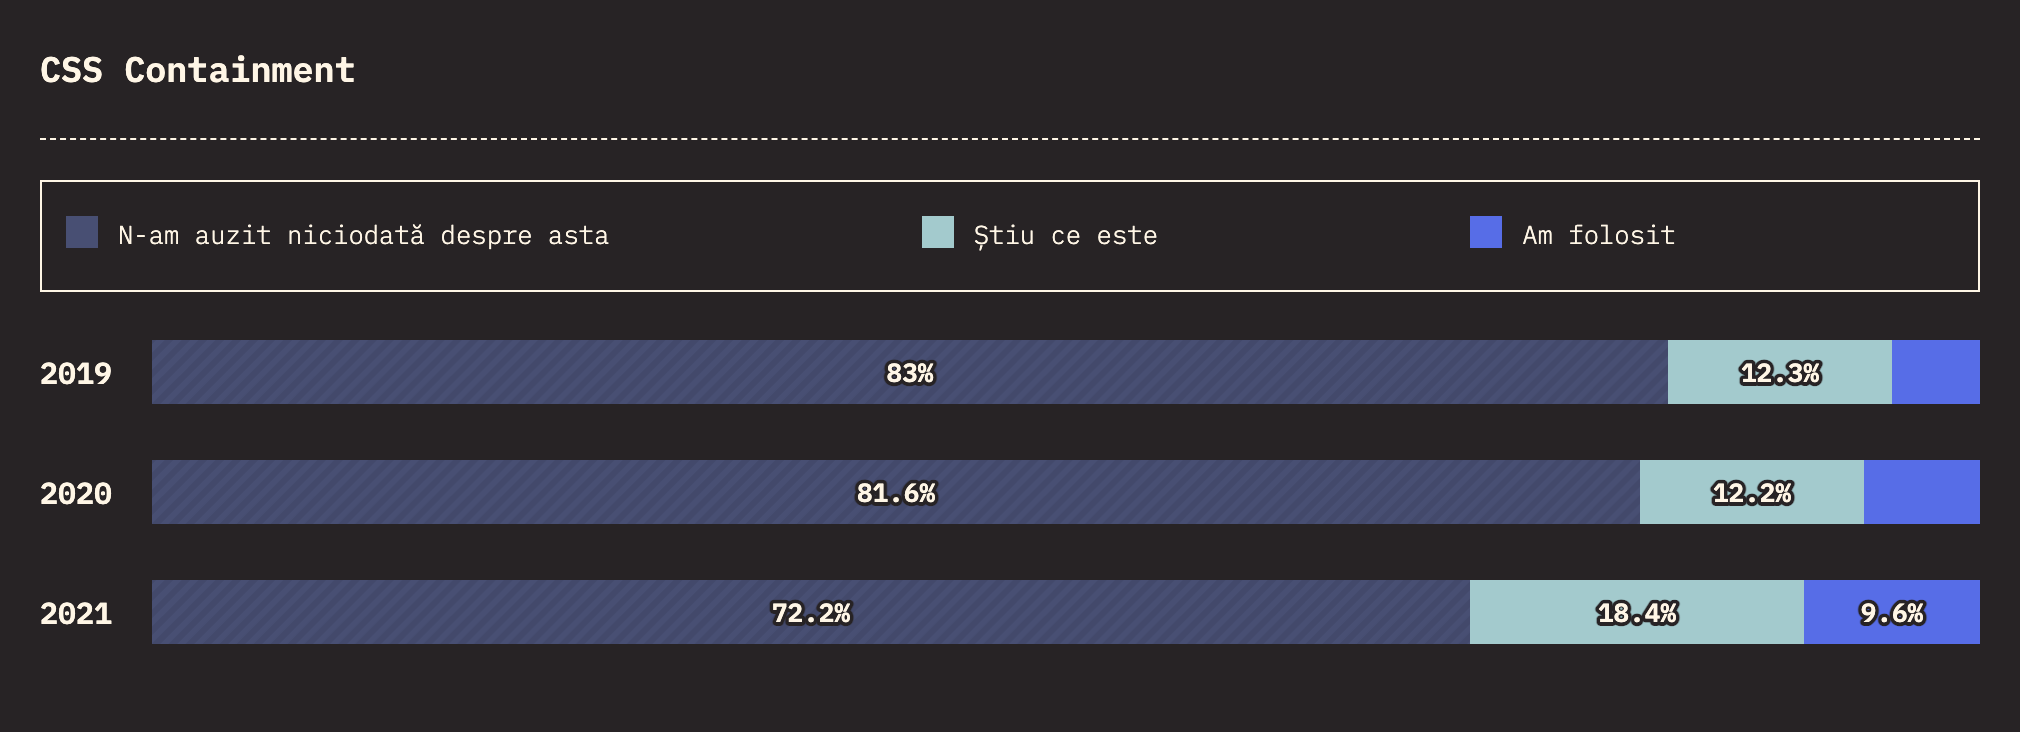 CSS Containment
N-am auzit niciodată despre asta
Știu ce este
Am folosit
2019 83% 12.3%
2020 81.6% 12.2%
2021 72.2% 18.4% 9.6%